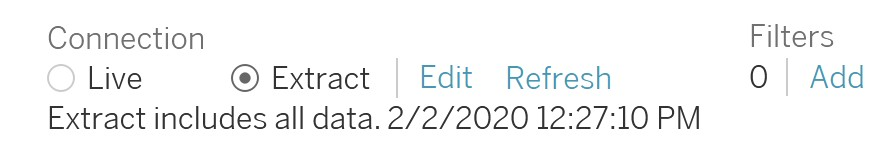 Connection
Filters
Live Extract Edit Refresh
0 Add
Extract includes all data. 2/2/2020 12:27:10 PM